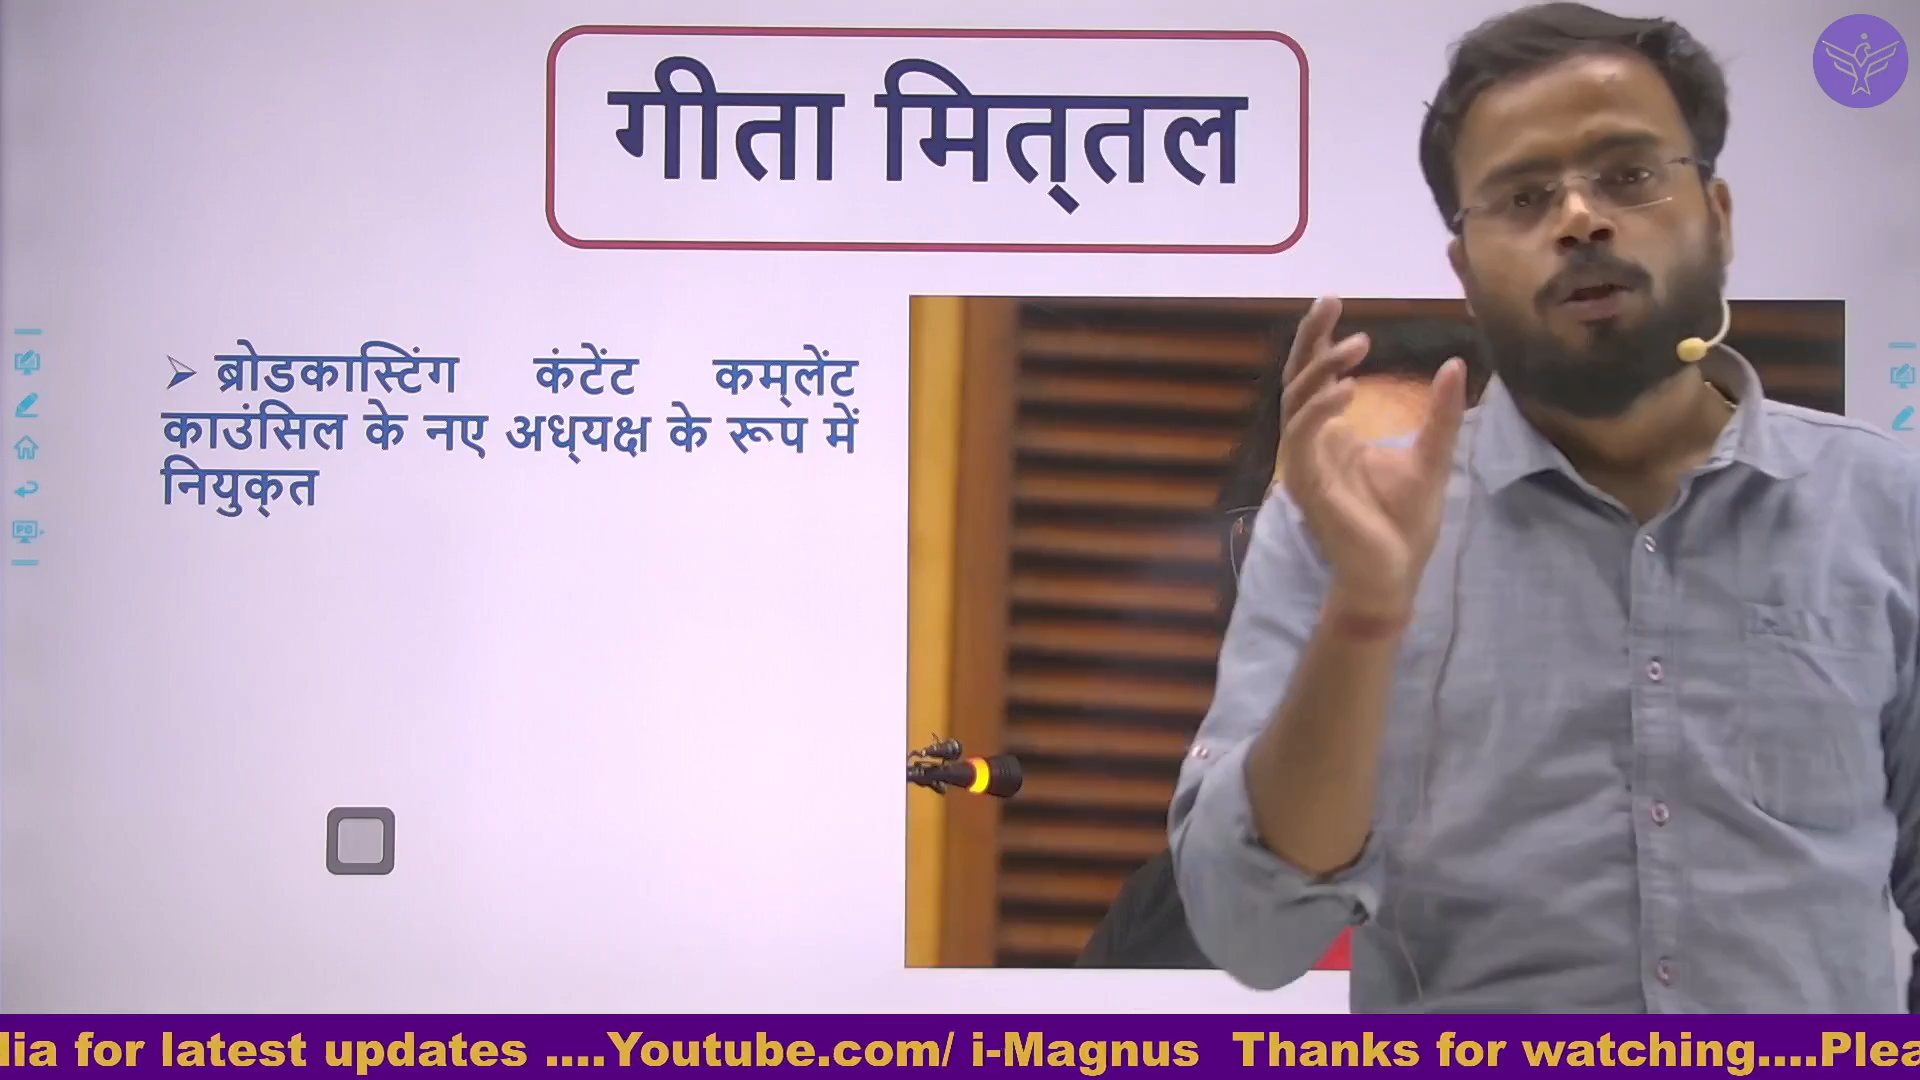 गीता मित्‌तल
➢ ब्रोडकास्टिंग कंटेंट कम्‌लेंट
काउंसिल के नए अध्‌यक्ष के रूप में
नियुक्‌त
dia for latest updates ....Youtube.com/ i-Magnus Thanks for watching....Plea